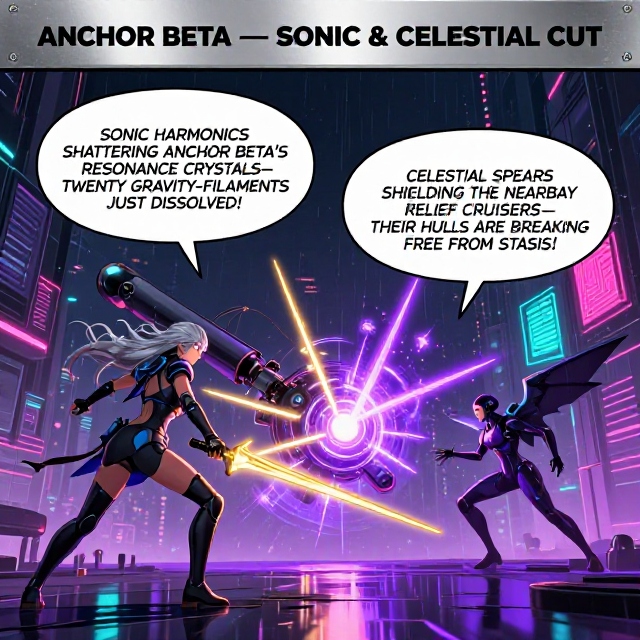 ANCHOR BETA — SONIC & CELESTIAL CUT
SONIC HARMONICS
SHATTERING ANCHOR BETA'S
RESONANCE CRYSTALS—
TWENTY GRAVITY-FILAMENTS
JUST DISSOLVED!
CELESTIAL SPEARS
SHIELDING THE NEARBY
RELIEF CRUISERS—
THEIR HULLS ARE BREAKING
FREE FROM STASIS!